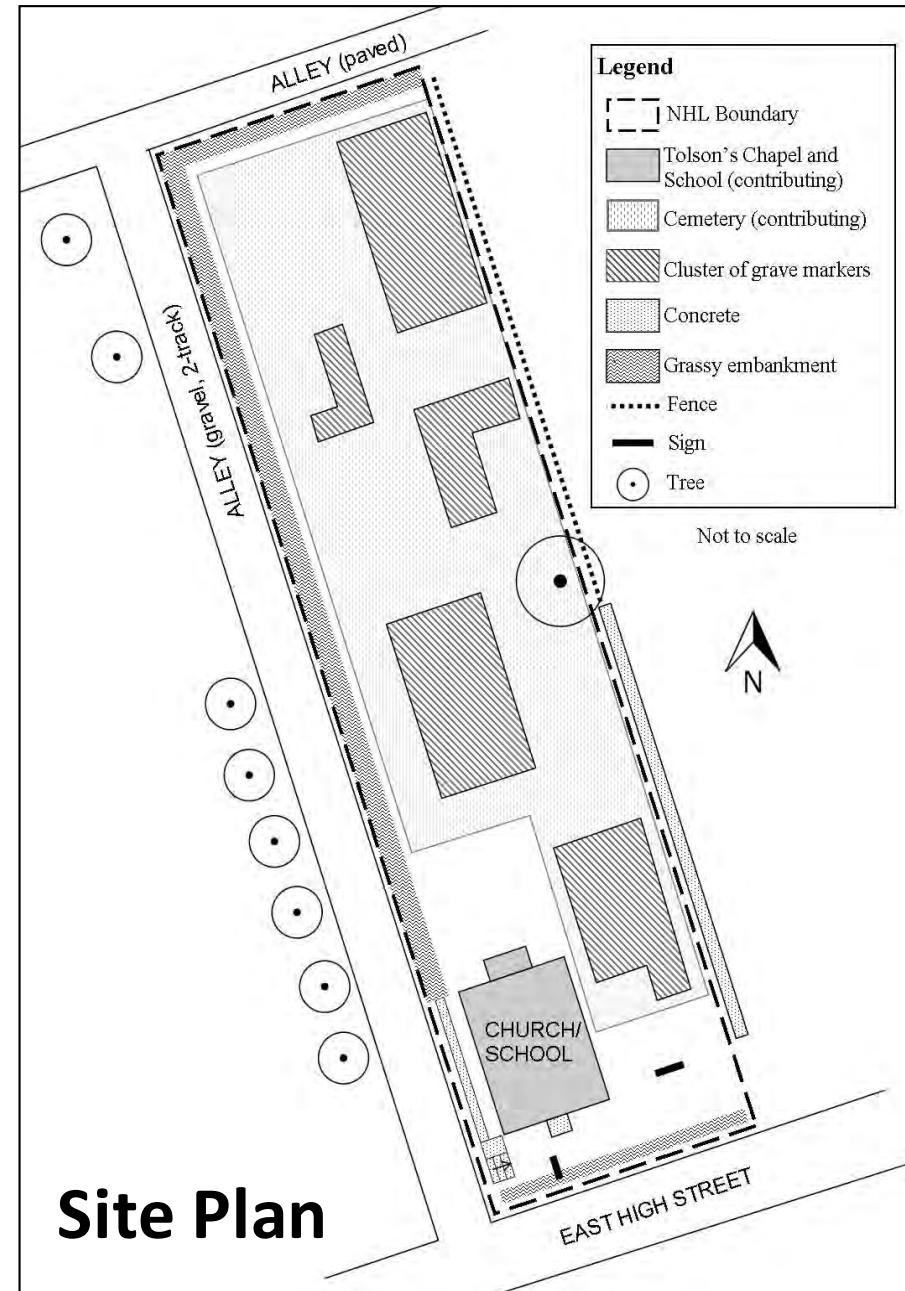 ALLEY (paved)
Legend
NHL Boundary
Tolson's Chapel and
School (contributing)
Cemetery (contributing)
Cluster of grave markers
Concrete
Grassy embankment
Fence
Sign
Tree
Not to scale
N
ALLEY (gravel, 2-track)
CHURCH/
SCHOOL
EAST HIGH STREET
Site Plan